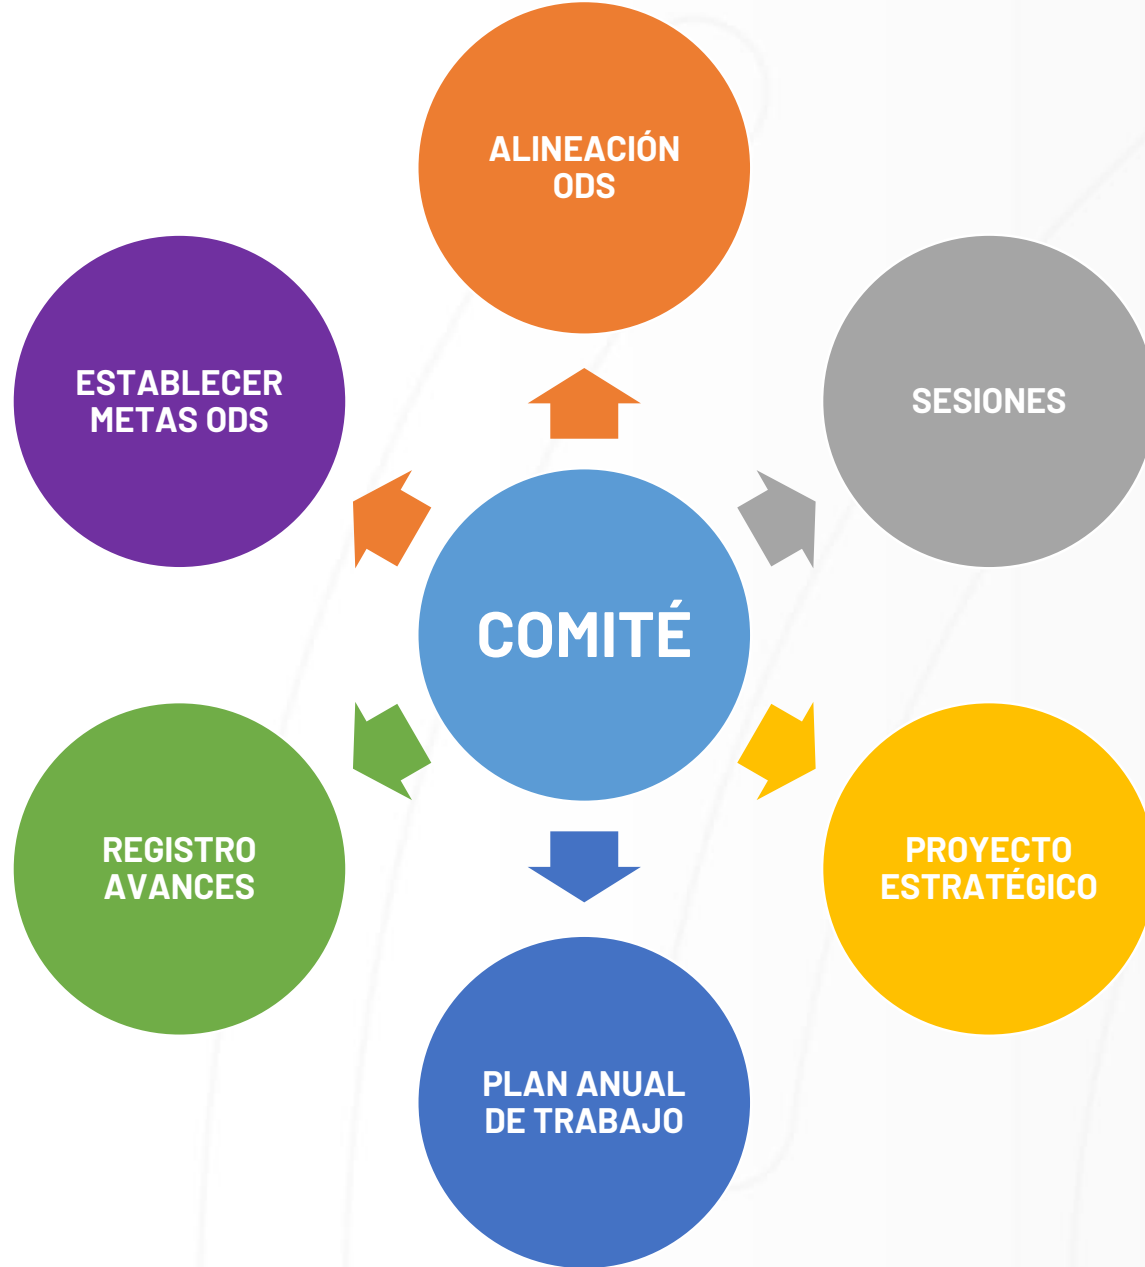 ALINEACIÓN
ODS
ESTABLECER
METAS ODS
SESIONES
COMITÉ
REGISTRO
AVANCES
PROYECTO
ESTRATÉGICO
PLAN ANUAL
DE TRABAJO